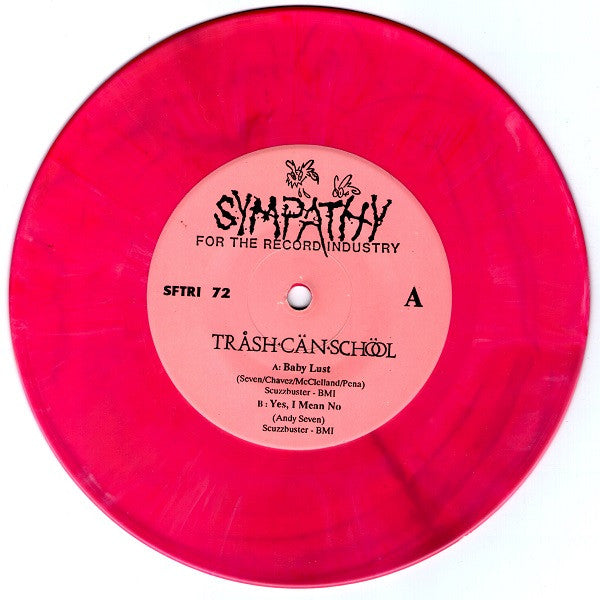 SYMPATHY
FOR THE RECORD INDUSTRY
SFTRI 72
A
TRÅSH·CÄN·SCHÖÖL
A: Baby Lust
(Seven/Chavez/McClelland/Pena)
Scuzzbuster - BMI
B: Yes, I Mean No
(Andy Seven)
Scuzzbuster - BMI